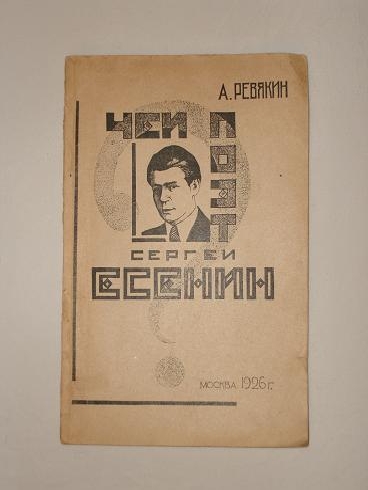 А. РЕВЯКИН
ЧЕЙ
ПОЭТ
СЕРГЕЙ
ЕСЕНИН
МОСКВА 1926 г.